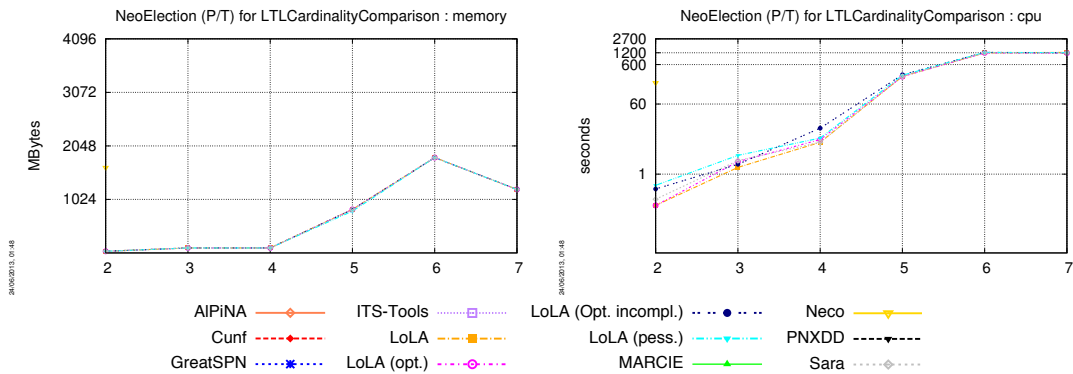 NeoElection (P/T) for LTLCardinalityComparison : memory
4096
3072
2048
1024
MBytes
2 3 4 5 6 7
24/06/2013, 01:48
NeoElection (P/T) for LTLCardinalityComparison : cpu
2700
1200
600
60
1
seconds
2 3 4 5 6 7
24/06/2013, 01:48
AlPiNA
Cunf
GreatSPN
ITS-Tools
LoLA
LoLA (opt.)
LoLA (Opt. incompl.)
LoLA (pess.)
MARCIE
Neco
PNXDD
Sara